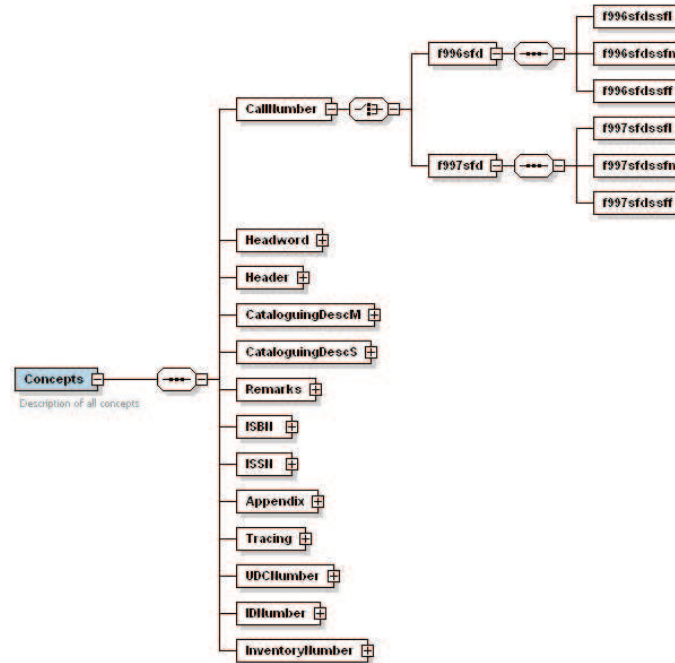 f996sfdssfl
f996sfd
f996sfdssfn
f996sfdssff
CallNumber
f997sfdssfl
f997sfd
f997sfdssfn
f997sfdssff
Headword
Header
CataloguingDescM
CataloguingDescS
Concepts
Description of all concepts
Remarks
ISBN
ISSN
Appendix
Tracing
UDCNumber
IDNumber
InventoryNumber